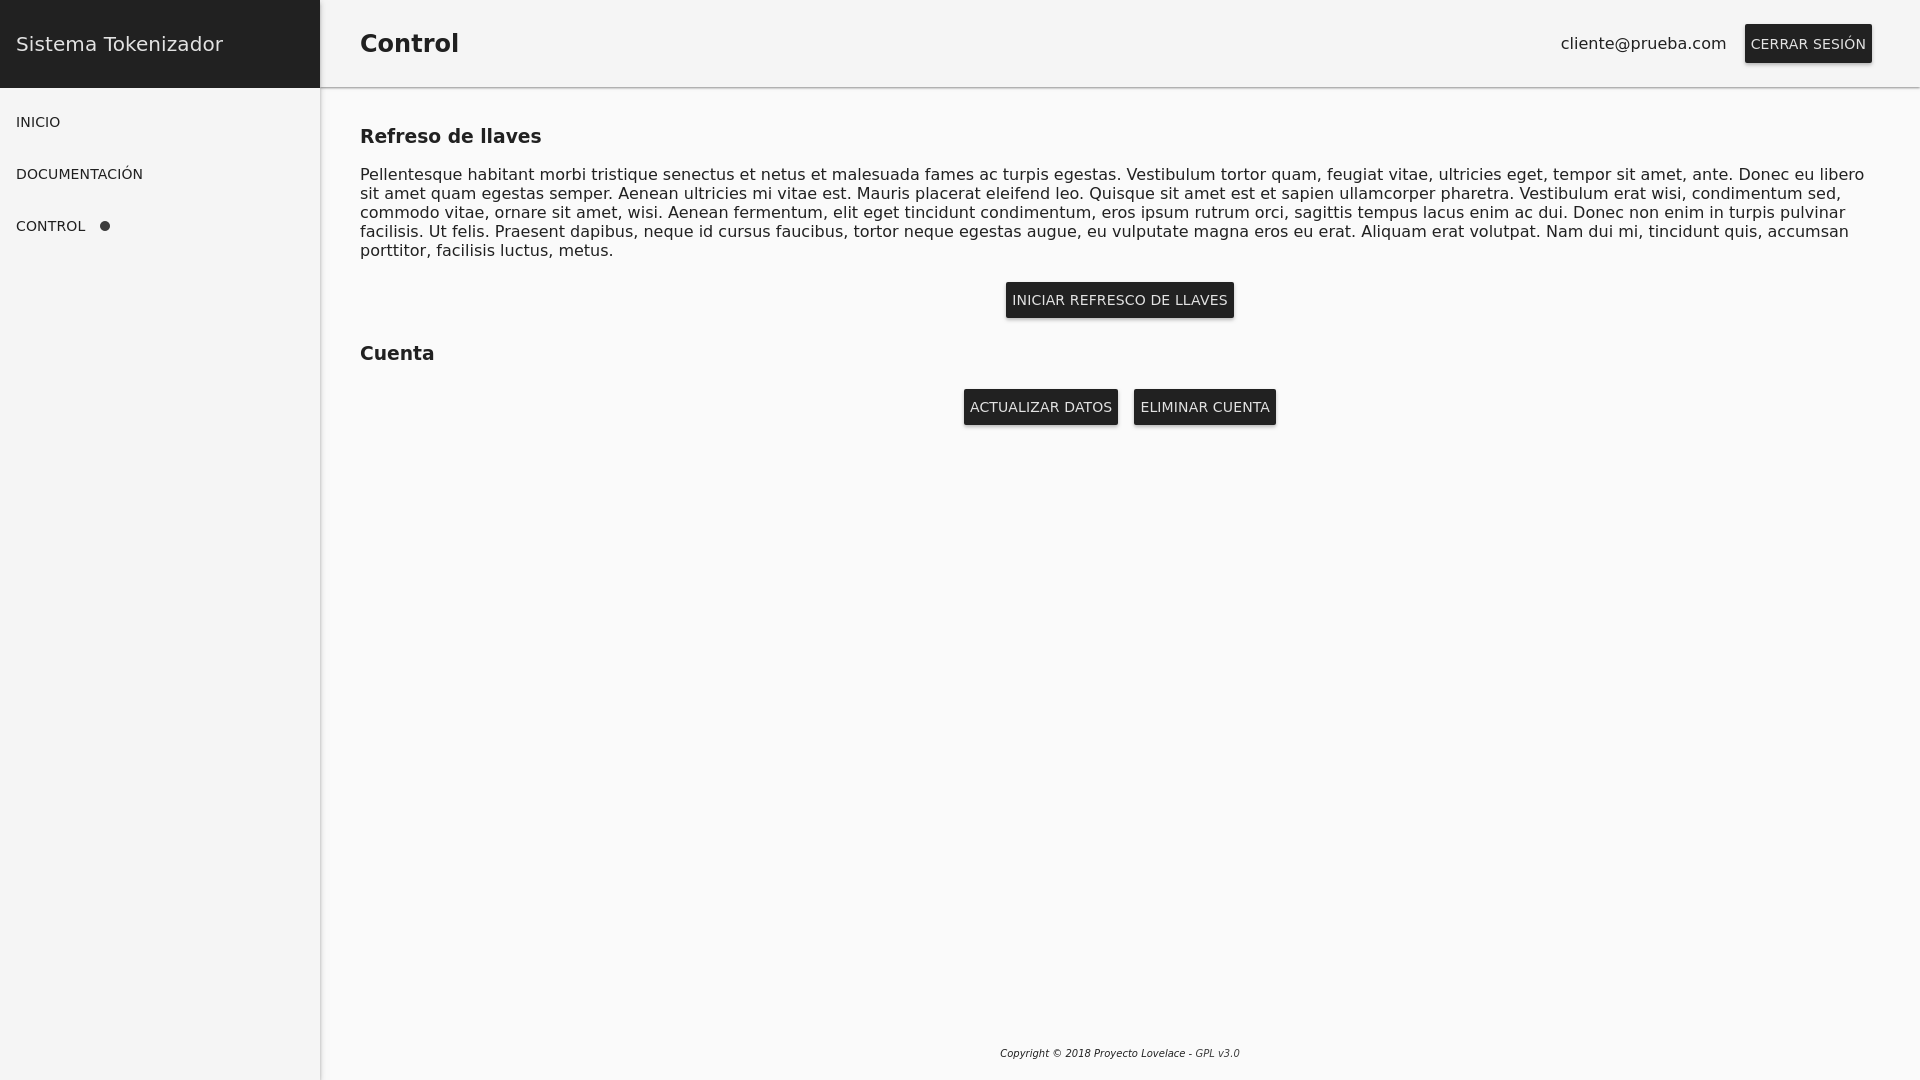 Sistema Tokenizador
Control
cliente@prueba.com
CERRAR SESIÓN
INICIO
DOCUMENTACIÓN
CONTROL
Refreso de llaves
Pellentesque habitant morbi tristique senectus et netus et malesuada fames ac turpis egestas. Vestibulum tortor quam, feugiat vitae, ultricies eget, tempor sit amet, ante. Donec eu libero
sit amet quam egestas semper. Aenean ultricies mi vitae est. Mauris placerat eleifend leo. Quisque sit amet est et sapien ullamcorper pharetra. Vestibulum erat wisi, condimentum sed,
commodo vitae, ornare sit amet, wisi. Aenean fermentum, elit eget tincidunt condimentum, eros ipsum rutrum orci, sagittis tempus lacus enim ac dui. Donec non enim in turpis pulvinar
facilisis. Ut felis. Praesent dapibus, neque id cursus faucibus, tortor neque egestas augue, eu vulputate magna eros eu erat. Aliquam erat volutpat. Nam dui mi, tincidunt quis, accumsan
porttitor, facilisis luctus, metus.
INICIAR REFRESCO DE LLAVES
Cuenta
ACTUALIZAR DATOS
ELIMINAR CUENTA
Copyright © 2018 Proyecto Lovelace - GPL v3.0